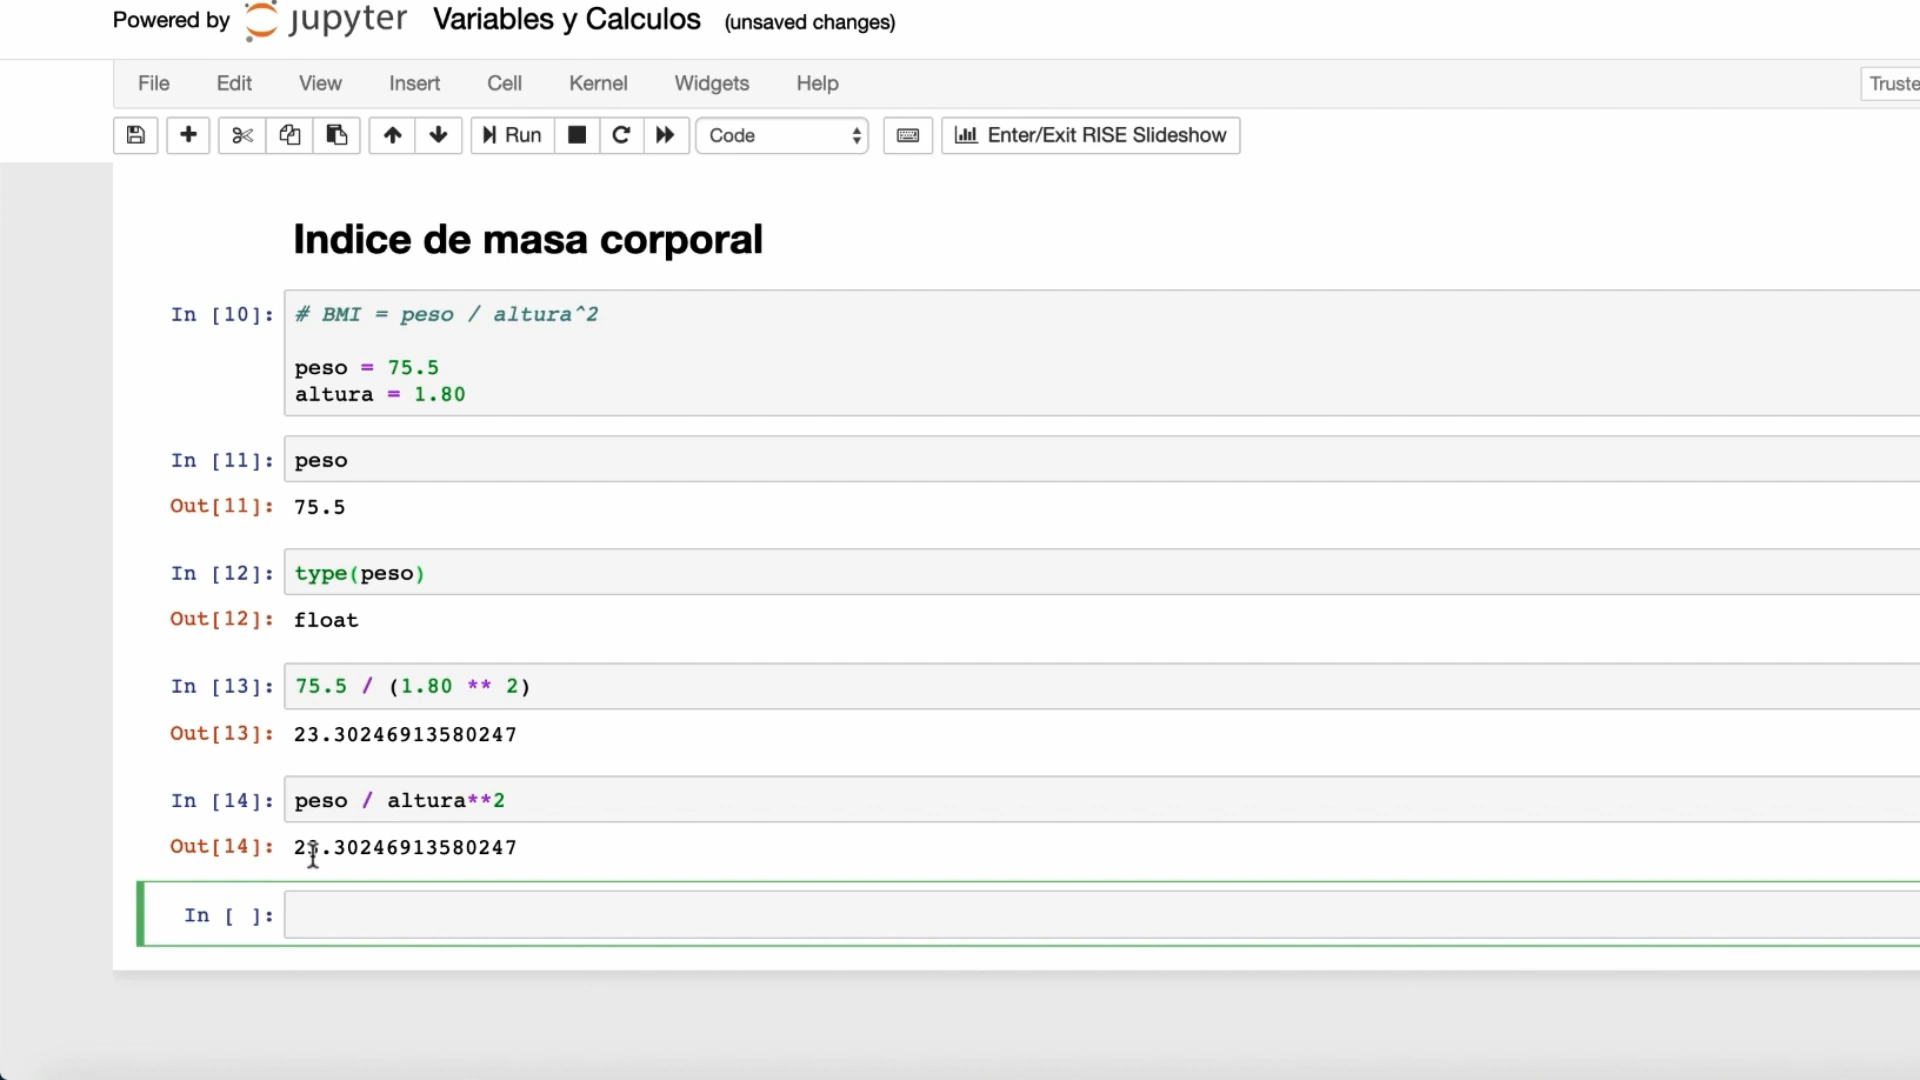 Powered by jupyter Variables y Calculos (unsaved changes)
File Edit View Insert Cell Kernel Widgets Help Truste
Run Code Enter/Exit RISE Slideshow
Indice de masa corporal
In [10]: # BMI = peso / altura^2
peso = 75.5
altura = 1.80
In [11]: peso
Out[11]: 75.5
In [12]: type(peso)
Out[12]: float
In [13]: 75.5 / (1.80 ** 2)
Out[13]: 23.30246913580247
In [14]: peso / altura**2
Out[14]: 23.30246913580247
In [ ]: